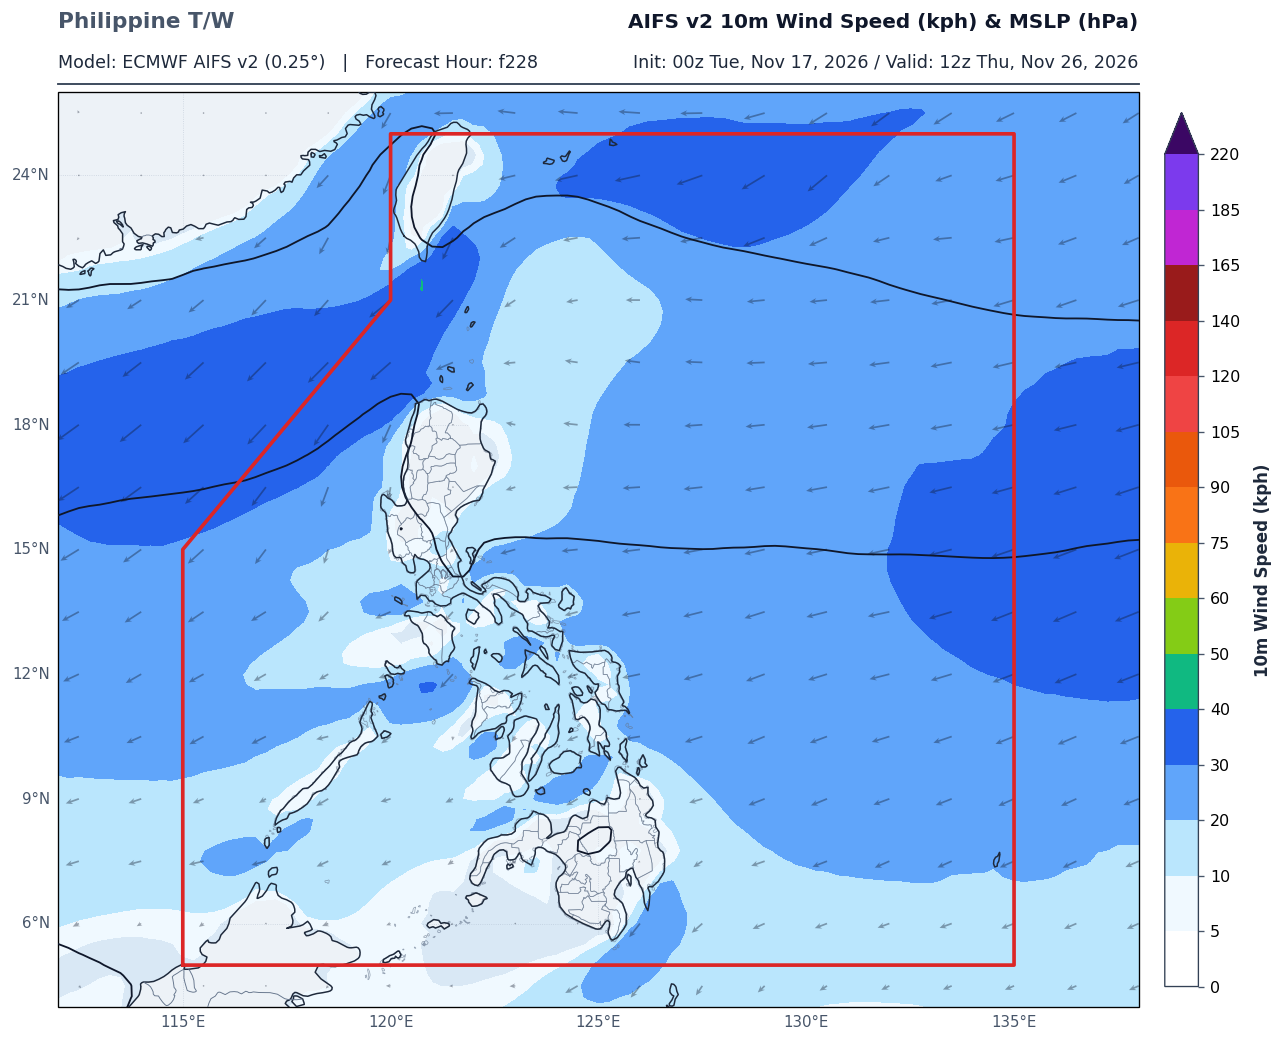 Philippine T/W
AIFS v2 10m Wind Speed (kph) & MSLP (hPa)
Model: ECMWF AIFS v2 (0.25°) | Forecast Hour: f228
Init: 00z Tue, Nov 17, 2026 / Valid: 12z Thu, Nov 26, 2026
24°N
21°N
18°N
15°N
12°N
9°N
6°N
115°E
120°E
125°E
130°E
135°E
220
185
165
140
120
105
90
75
60
50
40
30
20
10
5
0
10m Wind Speed (kph)